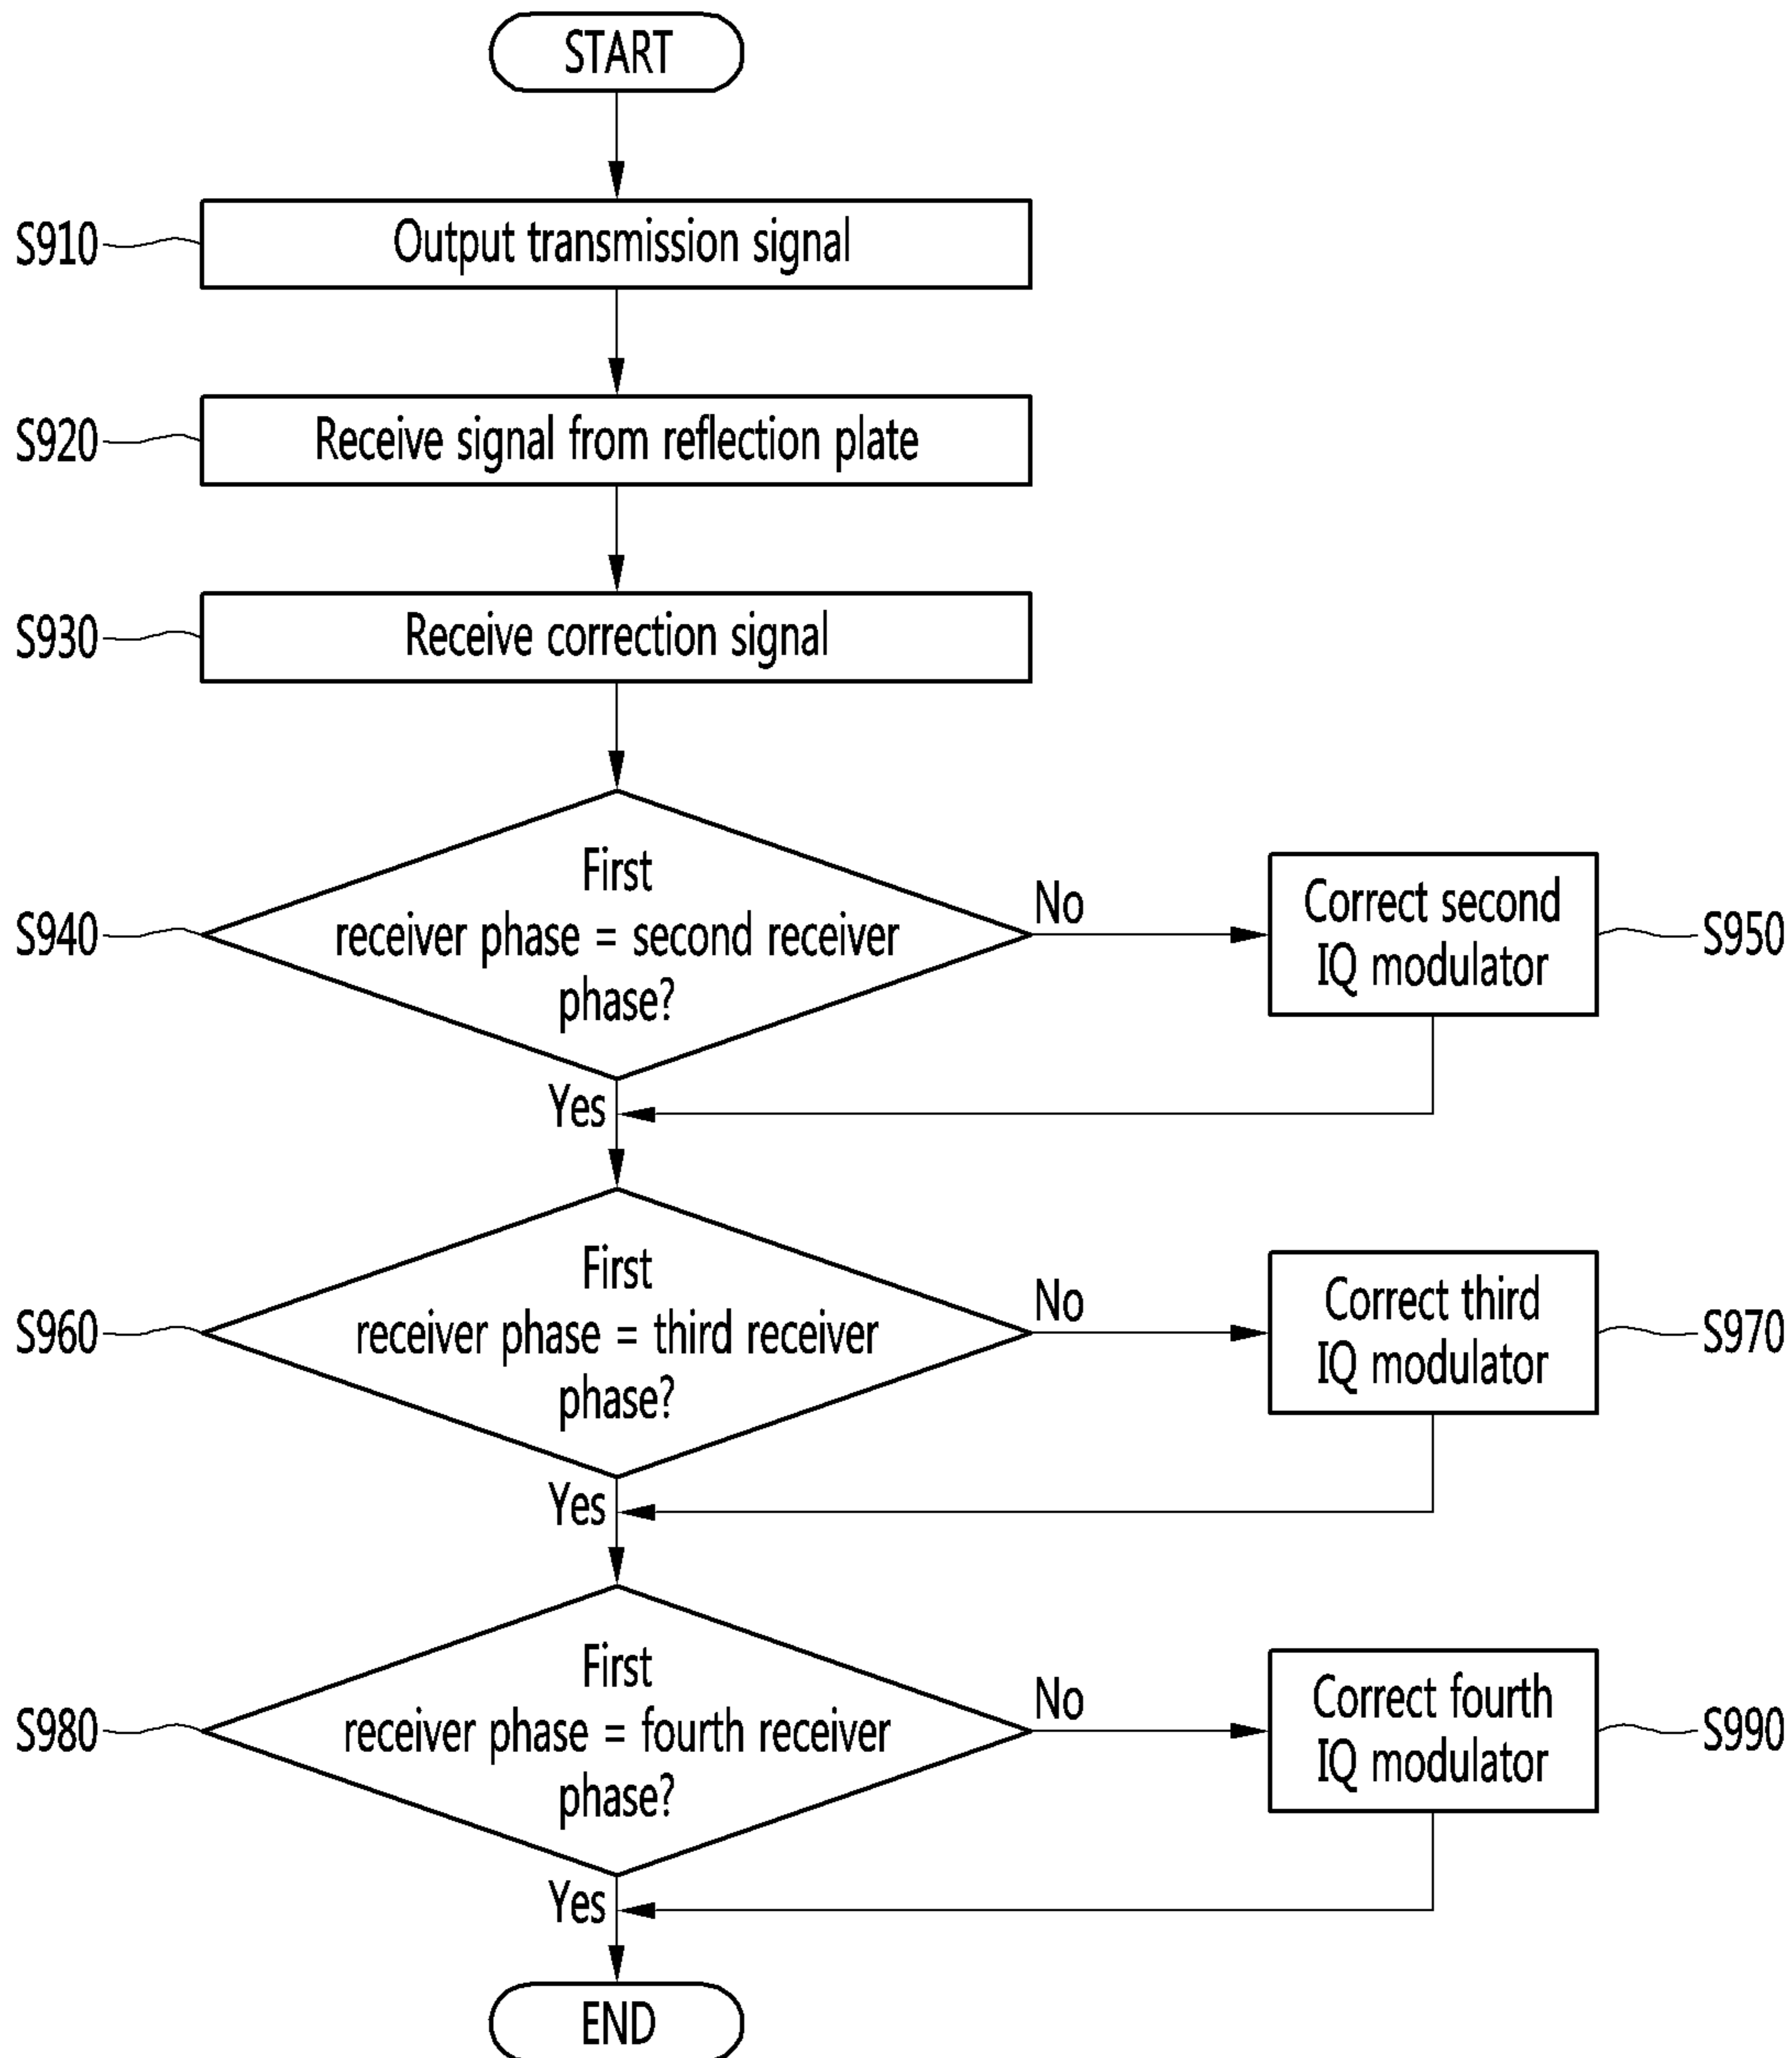 START
S910
Output transmission signal
S920
Receive signal from reflection plate
S930
Receive correction signal
S940
First
receiver phase = second receiver
phase?
No
Correct second
IQ modulator
S950
Yes
S960
First
receiver phase = third receiver
phase?
No
Correct third
IQ modulator
S970
Yes
S980
First
receiver phase = fourth receiver
phase?
No
Correct fourth
IQ modulator
S990
Yes
END